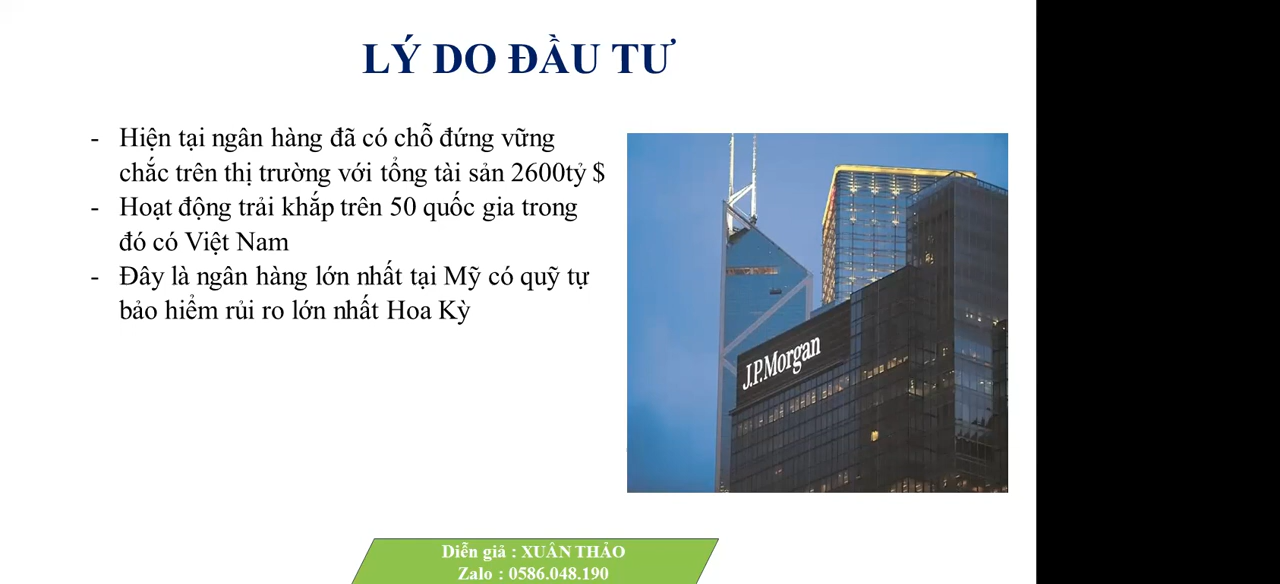 LÝ DO ĐẦU TƯ
- Hiện tại ngân hàng đã có chỗ đứng vững
chắc trên thị trường với tổng tài sản 2600tỷ $
- Hoạt động trải khắp trên 50 quốc gia trong
đó có Việt Nam
- Đây là ngân hàng lớn nhất tại Mỹ có quỹ tự
bảo hiểm rủi ro lớn nhất Hoa Kỳ
J.P.Morgan
Diễn giả : XUÂN THẢO
Zalo : 0586.048.190